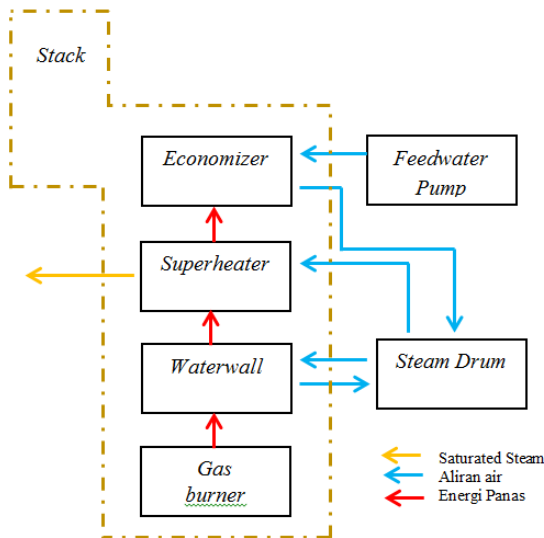 Stack
Economizer
Feedwater
Pump
Superheater
Waterwall
Steam Drum
Gas
burner
Saturated Steam
Aliran air
Energi Panas